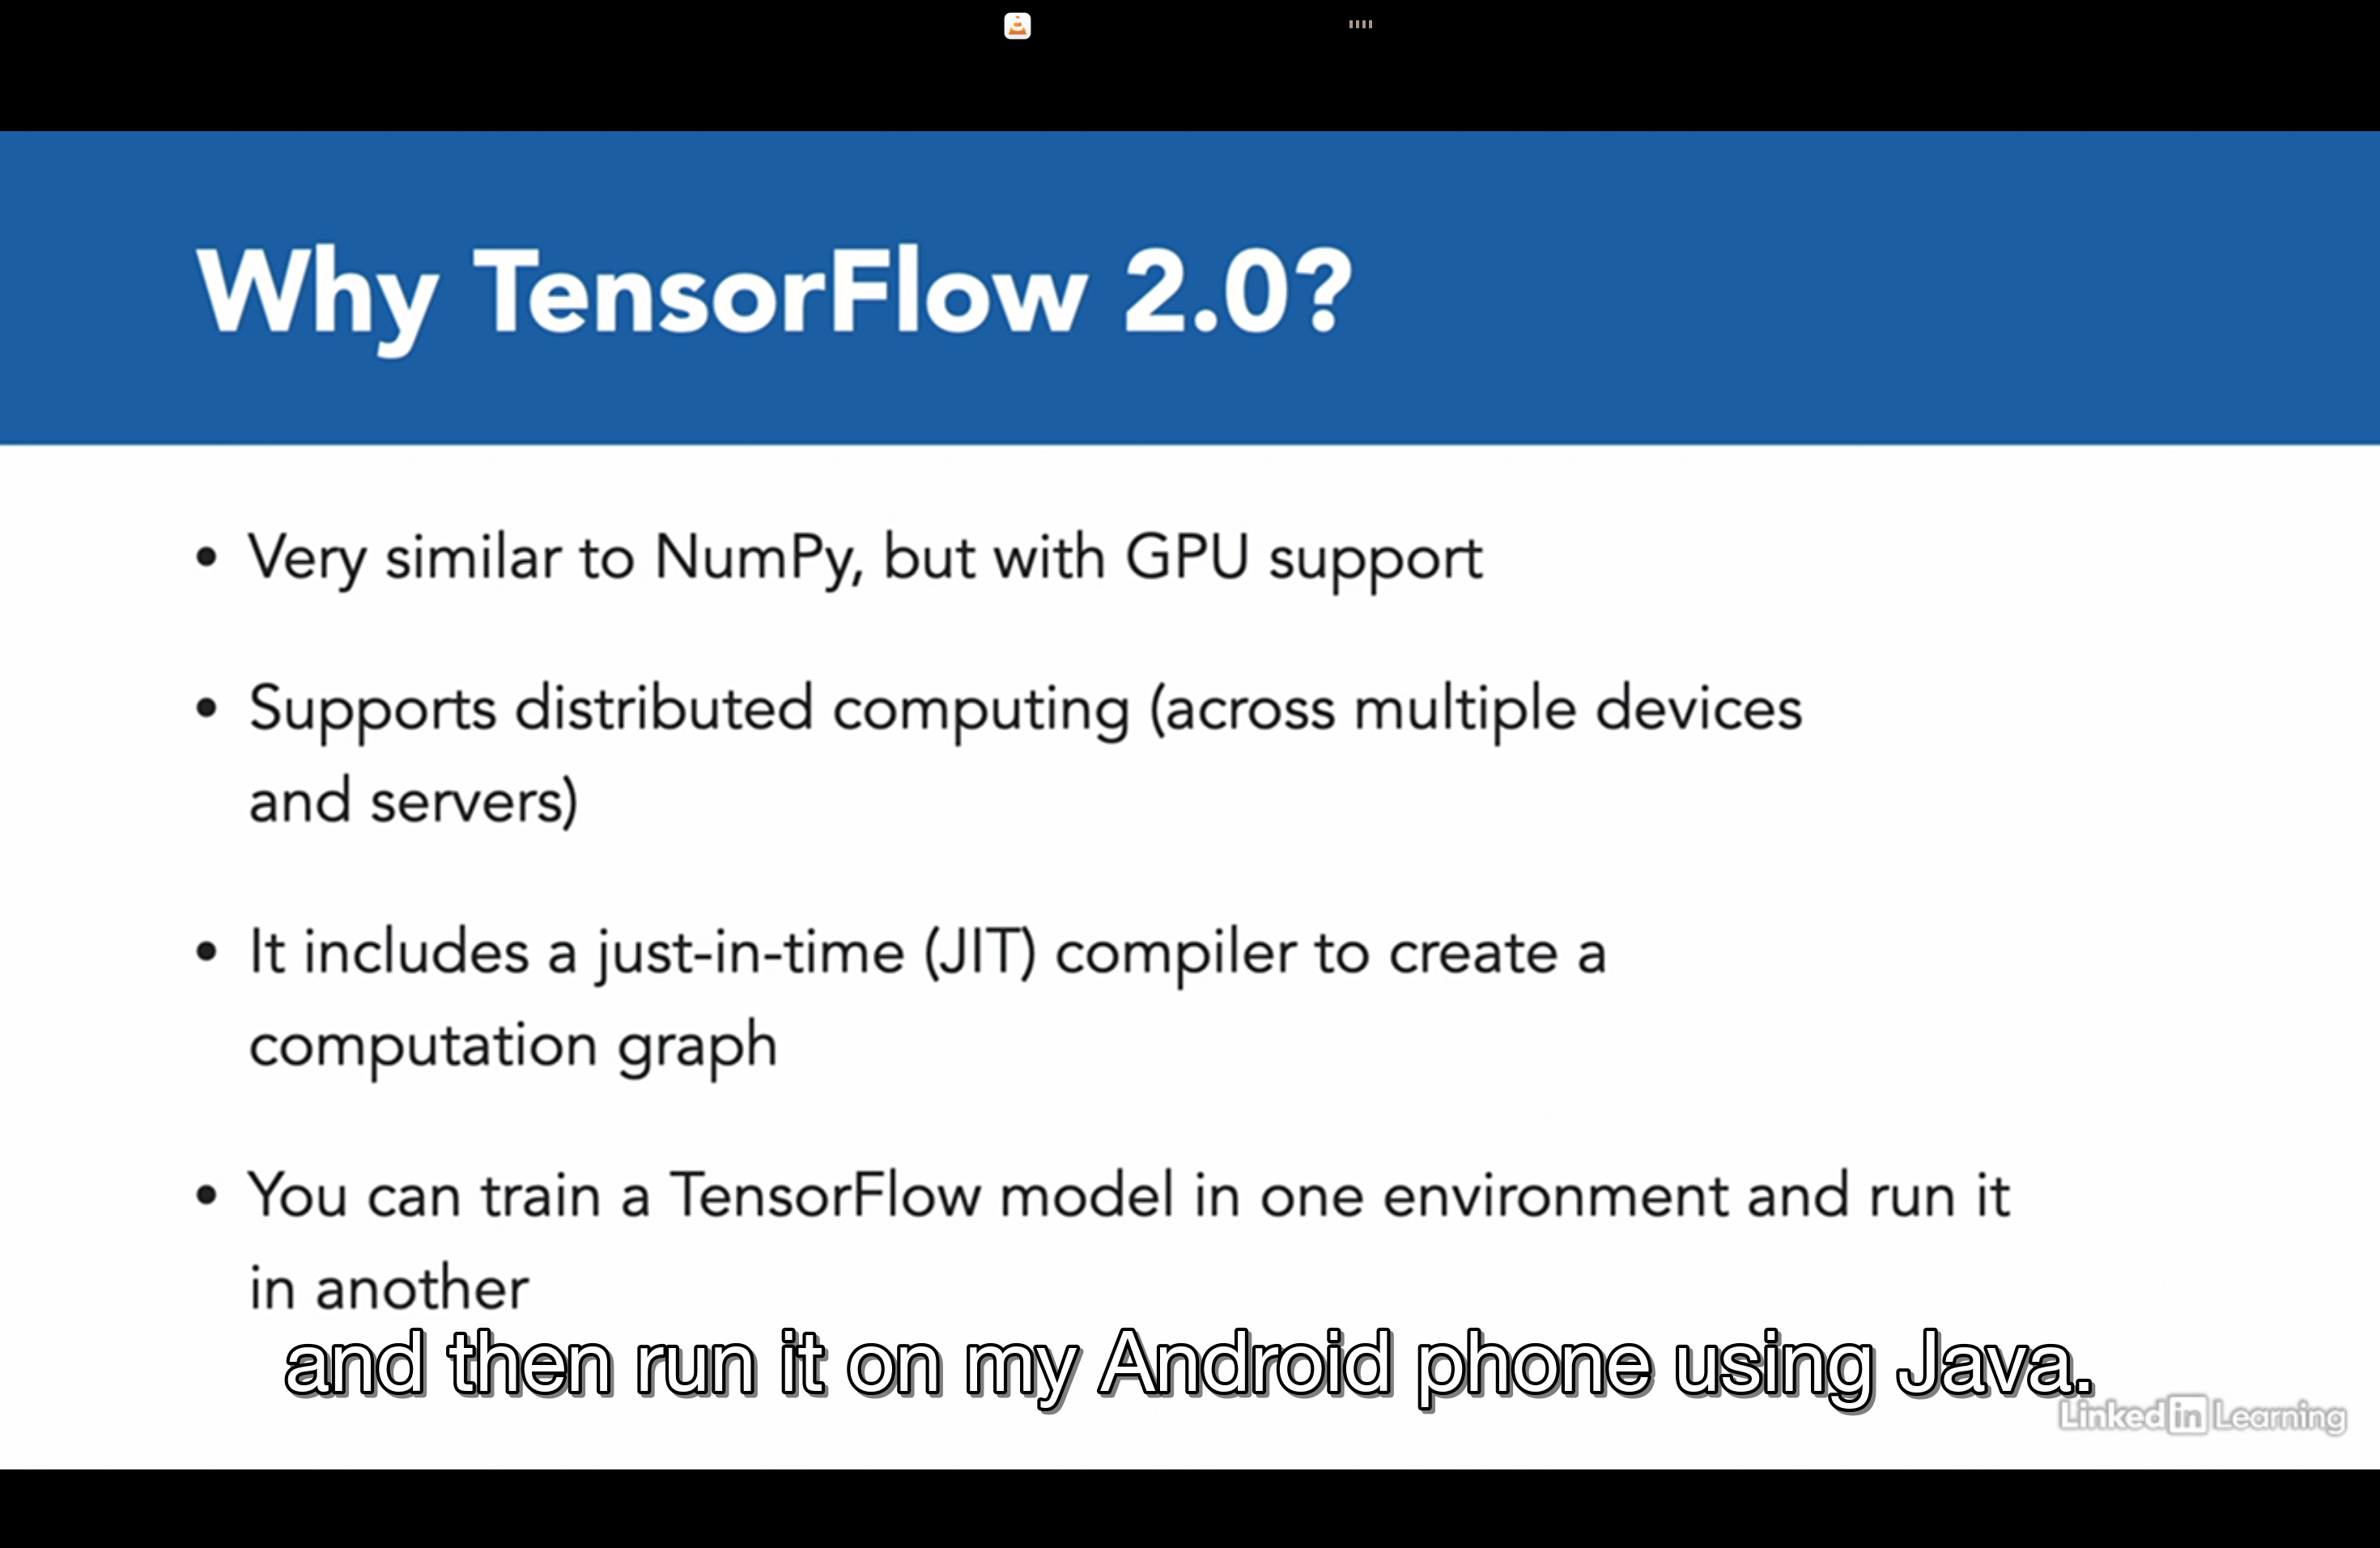 Why TensorFlow 2.0?
• Very similar to NumPy, but with GPU support
• Supports distributed computing (across multiple devices
and servers)
• It includes a just-in-time (JIT) compiler to create a
computation graph
• You can train a TensorFlow model in one environment and run it
in another
and then run it on my Android phone using Java.
Linked in Learning